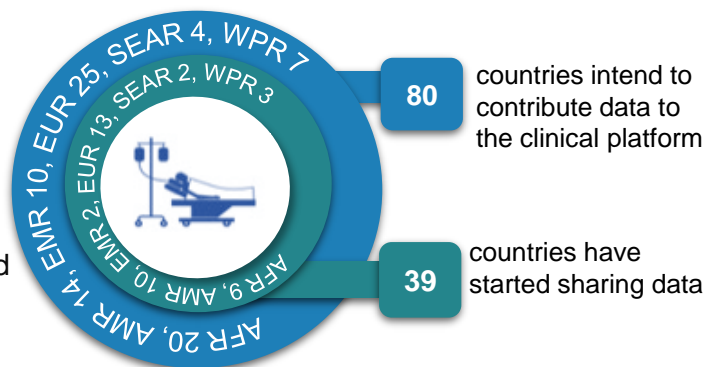 AFR 20, AMR 14, EMR 10, EUR 25, SEAR 4, WPR 7
AFR 9, AMR 10, EMR 2, EUR 13, SEAR 2, WPR 3
80
countries intend to
contribute data to
the clinical platform
d
39
countries have
started sharing data